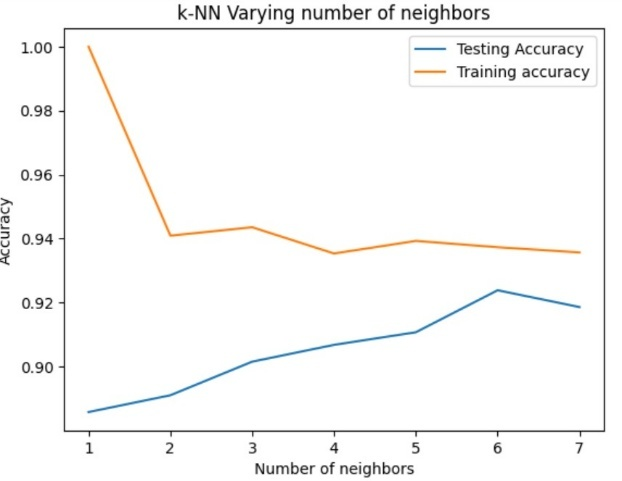 k-NN Varying number of neighbors
Testing Accuracy
Training accuracy
1.00
0.98
0.96
0.94
0.92
0.90
Accuracy
1 2 3 4 5 6 7
Number of neighbors